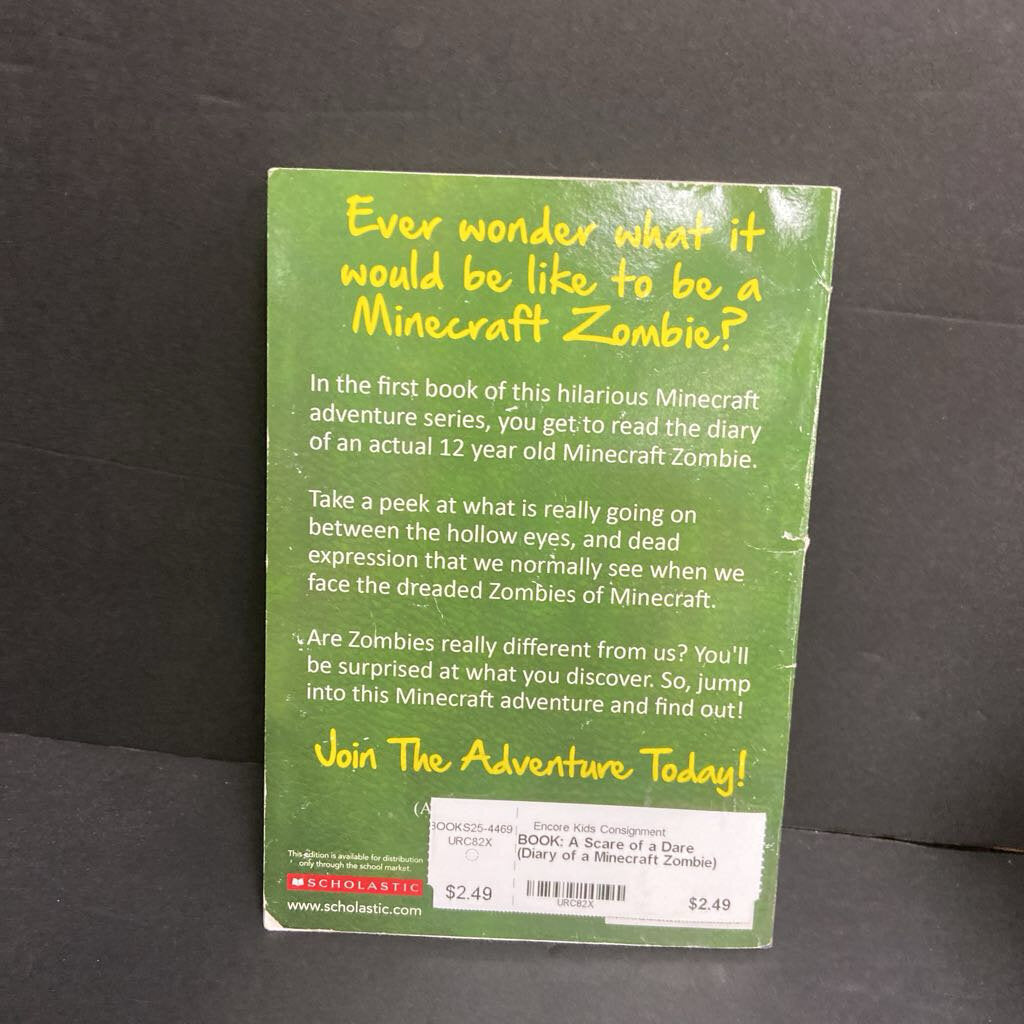 Ever wonder what it
would be like to be a
Minecraft Zombie?
In the first book of this hilarious Minecraft
adventure series, you get to read the diary
of an actual 12 year old Minecraft Zombie.
Take a peek at what is really going on
between the hollow eyes, and dead
expression that we normally see when we
face the dreaded Zombies of Minecraft.
Are Zombies really different from us? You'll
be surprised at what you discover. So, jump
into this Minecraft adventure and find out!
Join The Adventure Today!
(A
This edition is available for distribution
only through the school market.
SCHOLASTIC
www.scholastic.com
BOOKS25-4469
URC82X
$2.49
Encore Kids Consignment
BOOK: A Scare of a Dare
(Diary of a Minecraft Zombie)
URC82X
$2.49